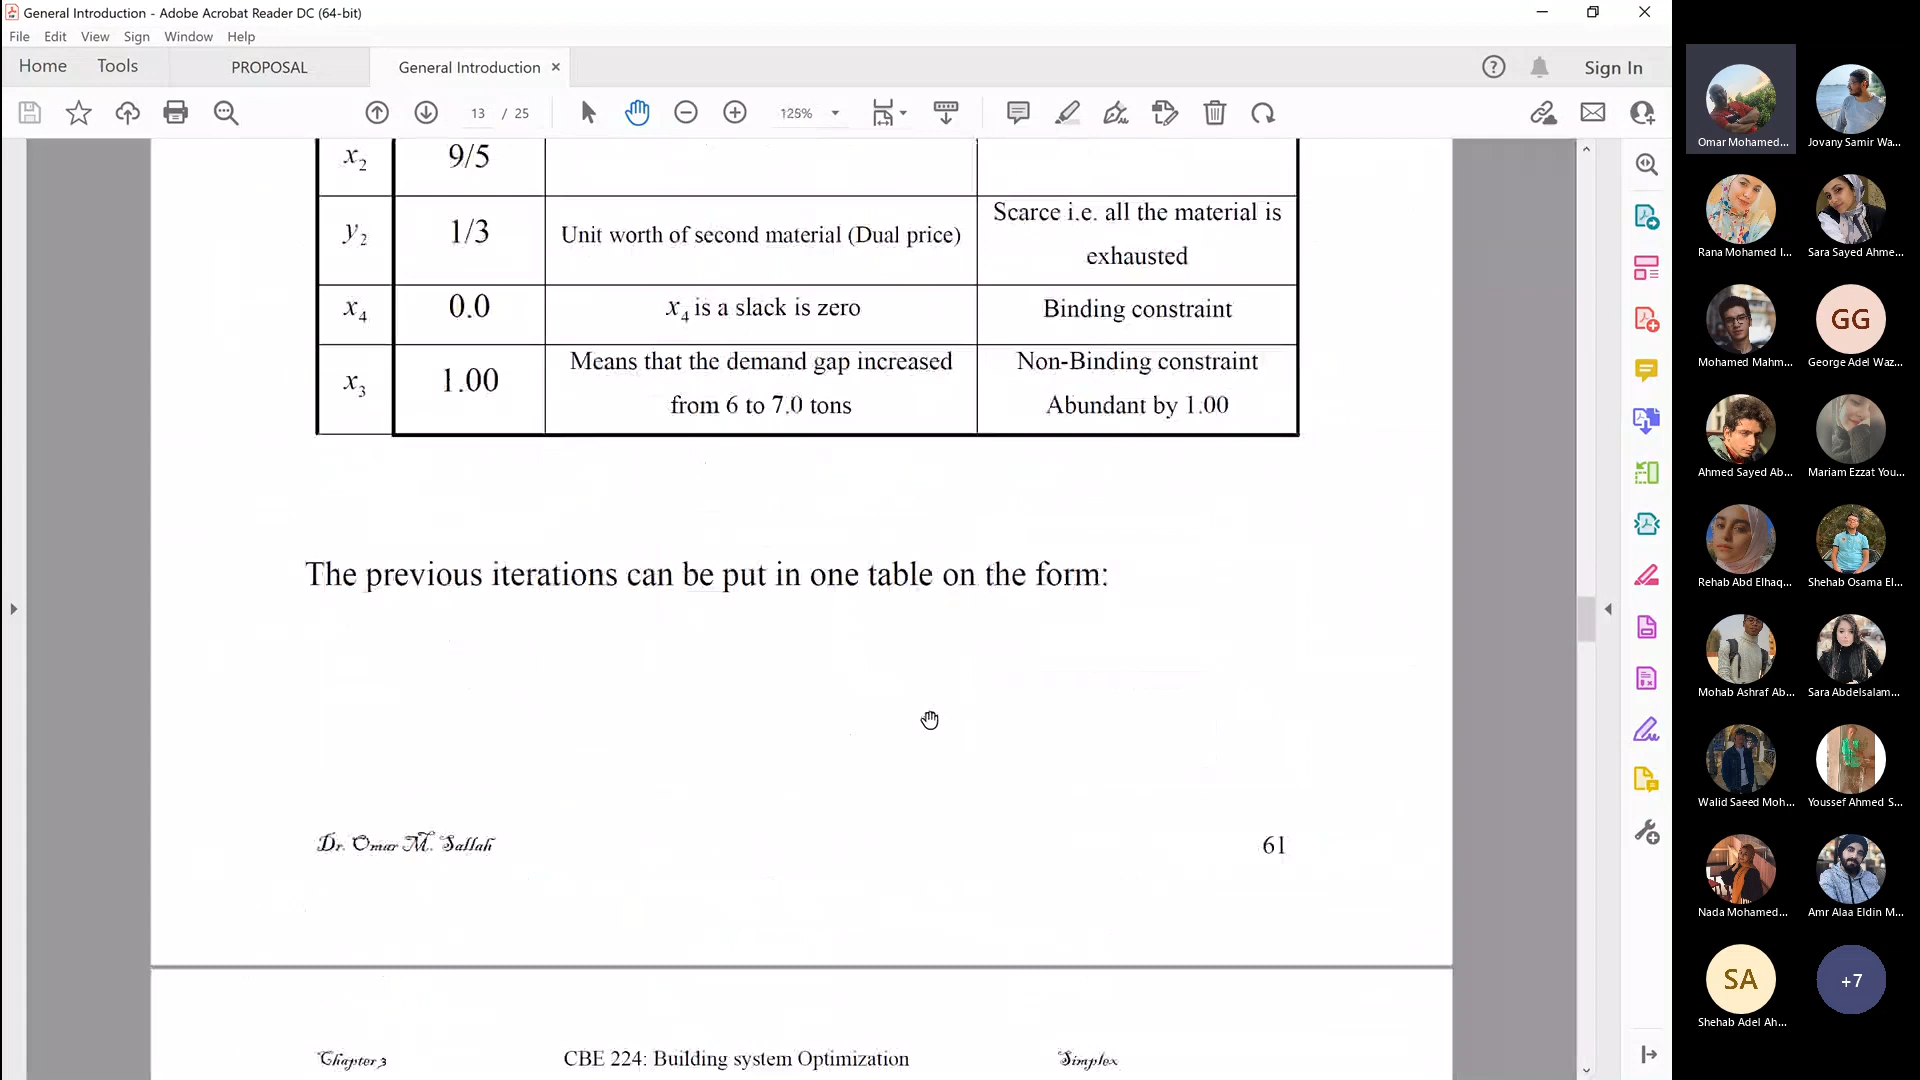 General Introduction - Adobe Acrobat Reader DC (64-bit)
File Edit View Sign Window Help
Home Tools PROPOSAL General Introduction × Sign In
13 / 25 125%
x2 9/5
y2 1/3 Unit worth of second material (Dual price) Scarce i.e. all the material is
exhausted
x4 0.0 x4 is a slack is zero Binding constraint
x3 1.00 Means that the demand gap increased
from 6 to 7.0 tons
Non-Binding constraint
Abundant by 1.00
The previous iterations can be put in one table on the form:
Dr. Omar M. Sallah 61
Chapter 3 CBE 224: Building system Optimization Simplex
Omar Mohamed... Jovany Samir Wa...
Rana Mohamed I... Sara Sayed Ahme...
GG
Mohamed Mahm... George Adel Waz...
Ahmed Sayed Ab... Mariam Ezzat You...
Rehab Abd Elhaq... Shehab Osama El...
Mohab Ashraf Ab... Sara Abdelsalam...
Walid Saeed Moh... Youssef Ahmed S...
Nada Mohamed... Amr Alaa Eldin M...
SA +7
Shehab Adel Ah...